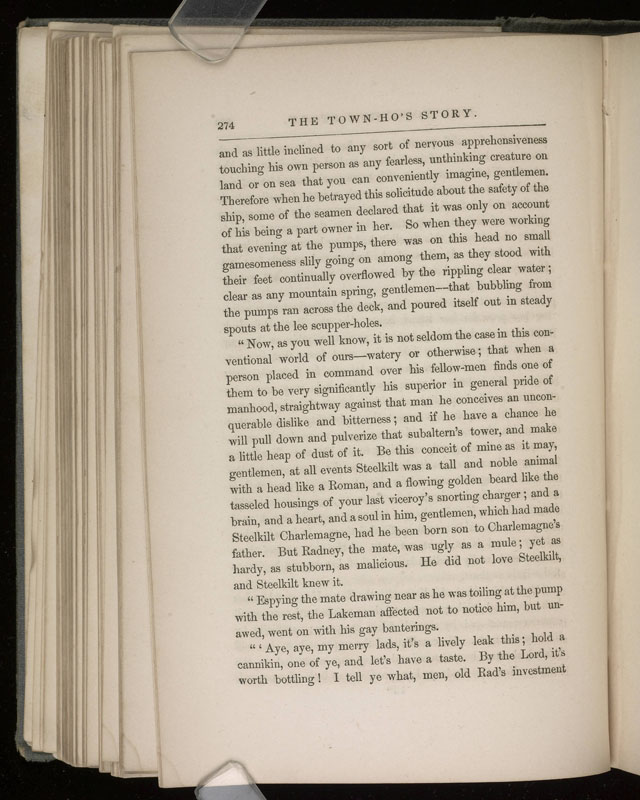 274 THE TOWN-HO'S STORY.
and as little inclined to any sort of nervous apprehensiveness
touching his own person as any fearless, unthinking creature on
land or on sea that you can conveniently imagine, gentlemen.
Therefore when he betrayed this solicitude about the safety of the
ship, some of the seamen declared that it was only on account
of his being a part owner in her. So when they were working
that evening at the pumps, there was on this head no small
gamesomeness slily going on among them, as they stood with
their feet continually overflowed by the rippling clear water;
clear as any mountain spring, gentlemen—that bubbling from
the pumps ran across the deck, and poured itself out in steady
spouts at the lee scupper-holes.
"Now, as you well know, it is not seldom the case in this con-
ventional world of ours—watery or otherwise; that when a
person placed in command over his fellow-men finds one of
them to be very significantly his superior in general pride of
manhood, straightway against that man he conceives an uncon-
querable dislike and bitterness; and if he have a chance he
will pull down and pulverize that subaltern's tower, and make
a little heap of dust of it. Be this conceit of mine as it may,
gentlemen, at all events Steelkilt was a tall and noble animal
with a head like a Roman, and a flowing golden beard like the
tasseled housings of your last viceroy's snorting charger; and a
brain, and a heart, and a soul in him, gentlemen, which had made
Steelkilt Charlemagne, had he been born son to Charlemagne's
father. But Radney, the mate, was ugly as a mule; yet as
hardy, as stubborn, as malicious. He did not love Steelkilt,
and Steelkilt knew it.
"Espying the mate drawing near as he was toiling at the pump
with the rest, the Lakeman affected not to notice him, but un-
awed, went on with his gay banterings.
"'Aye, aye, my merry lads, it's a lively leak this; hold a
cannikin, one of ye, and let's have a taste. By the Lord, it's
worth bottling! I tell ye what, men, old Rad's investment